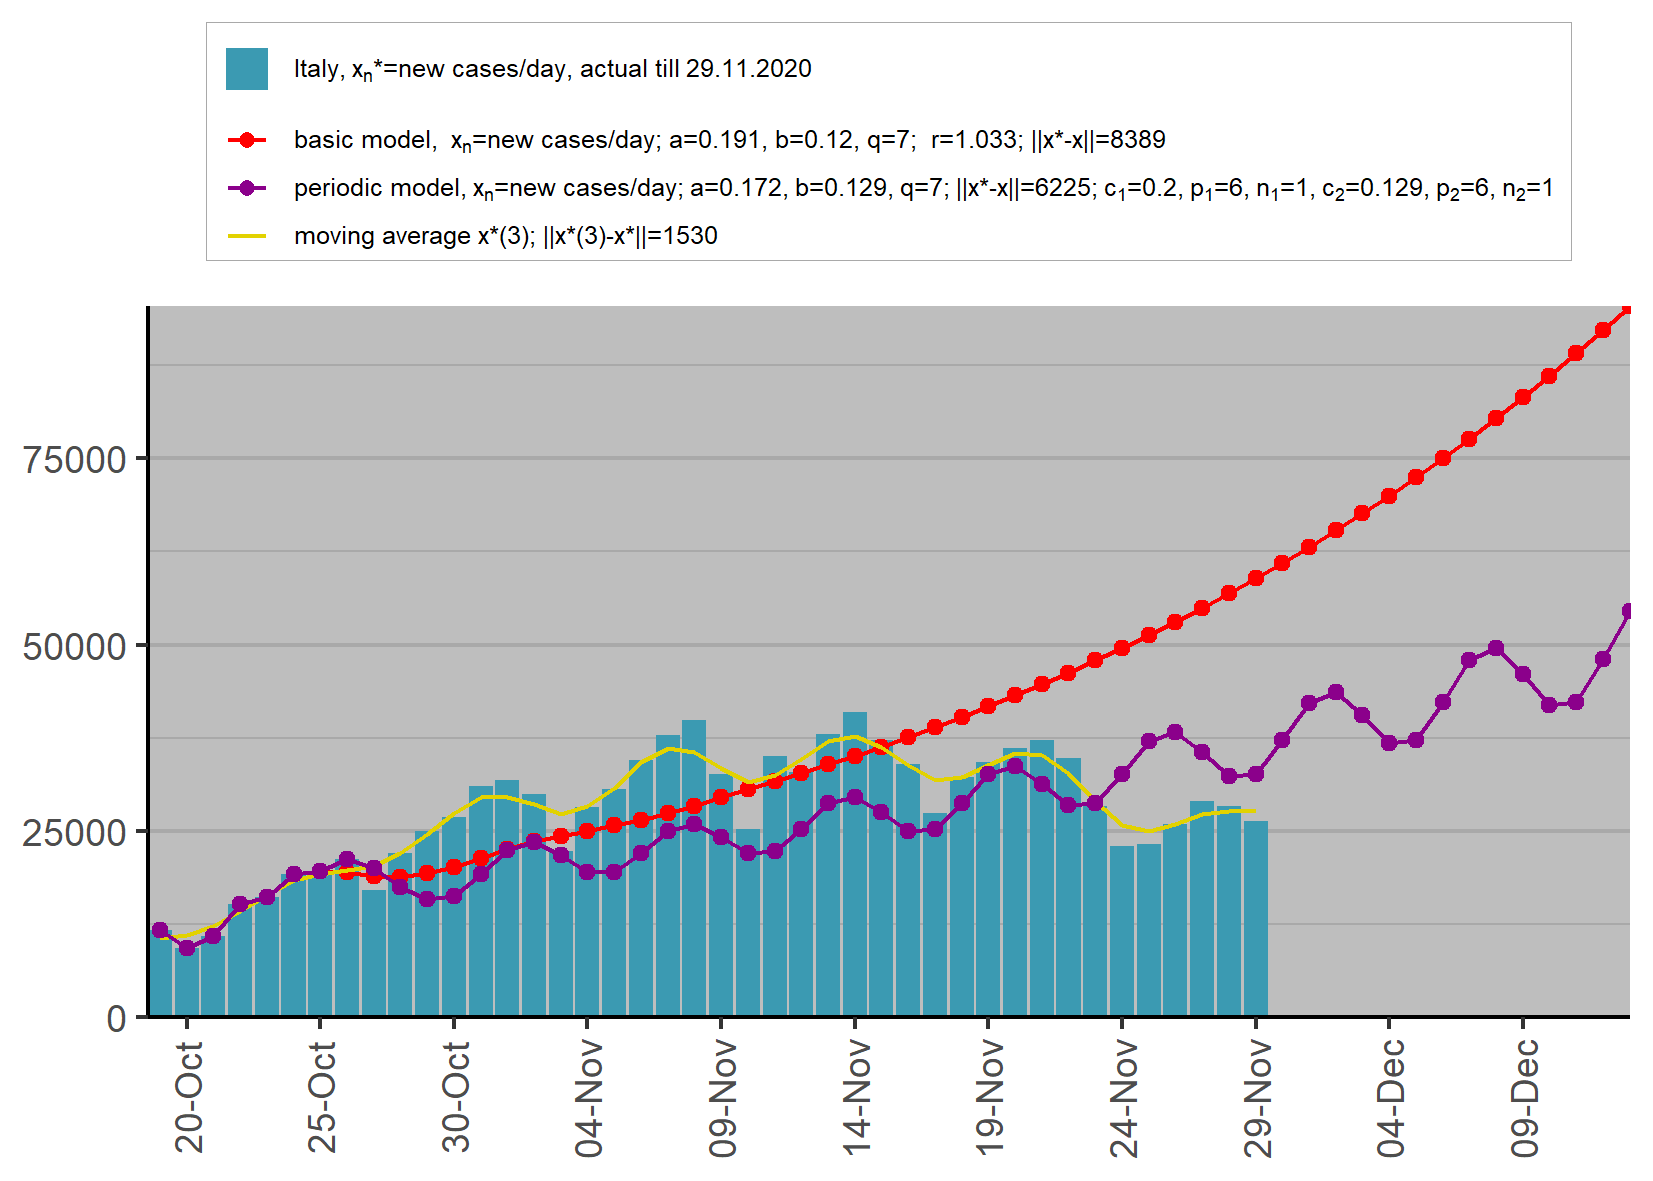 Italy, xₙ*=new cases/day, actual till 29.11.2020
basic model,  xₙ=new cases/day; a=0.191, b=0.12, q=7;  r=1.033; ||x*-x||=8389
periodic model, xₙ=new cases/day; a=0.172, b=0.129, q=7; ||x*-x||=6225; c₁=0.2, p₁=6, n₁=1, c₂=0.129, p₂=6, n₂=1
moving average x*(3); ||x*(3)-x*||=1530
75000
50000
25000
0
20-Oct
25-Oct
30-Oct
04-Nov
09-Nov
14-Nov
19-Nov
24-Nov
29-Nov
04-Dec
09-Dec